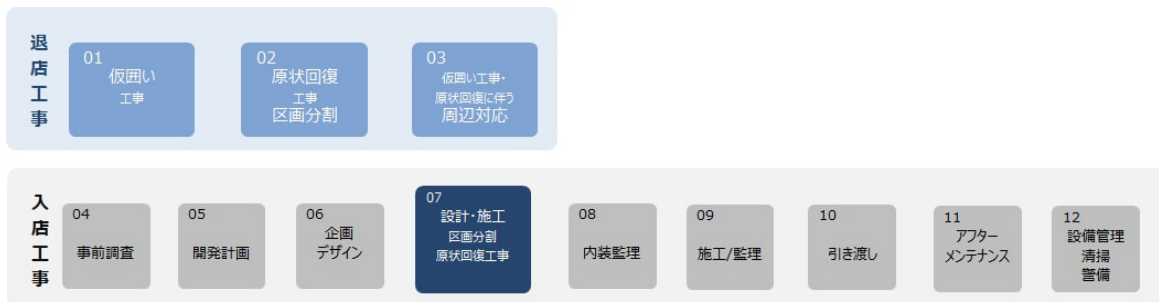 退店工事
01
仮囲い
工事
02
原状回復
工事
区画分割
03
仮囲い工事・
原状回復に伴う
周辺対応
入店工事
04
事前調査
05
開発計画
06
企画
デザイン
07
設計・施工
区画分割
原状回復工事
08
内装監理
09
施工/監理
10
引き渡し
11
アフター
メンテナンス
12
設備管理
清掃
警備